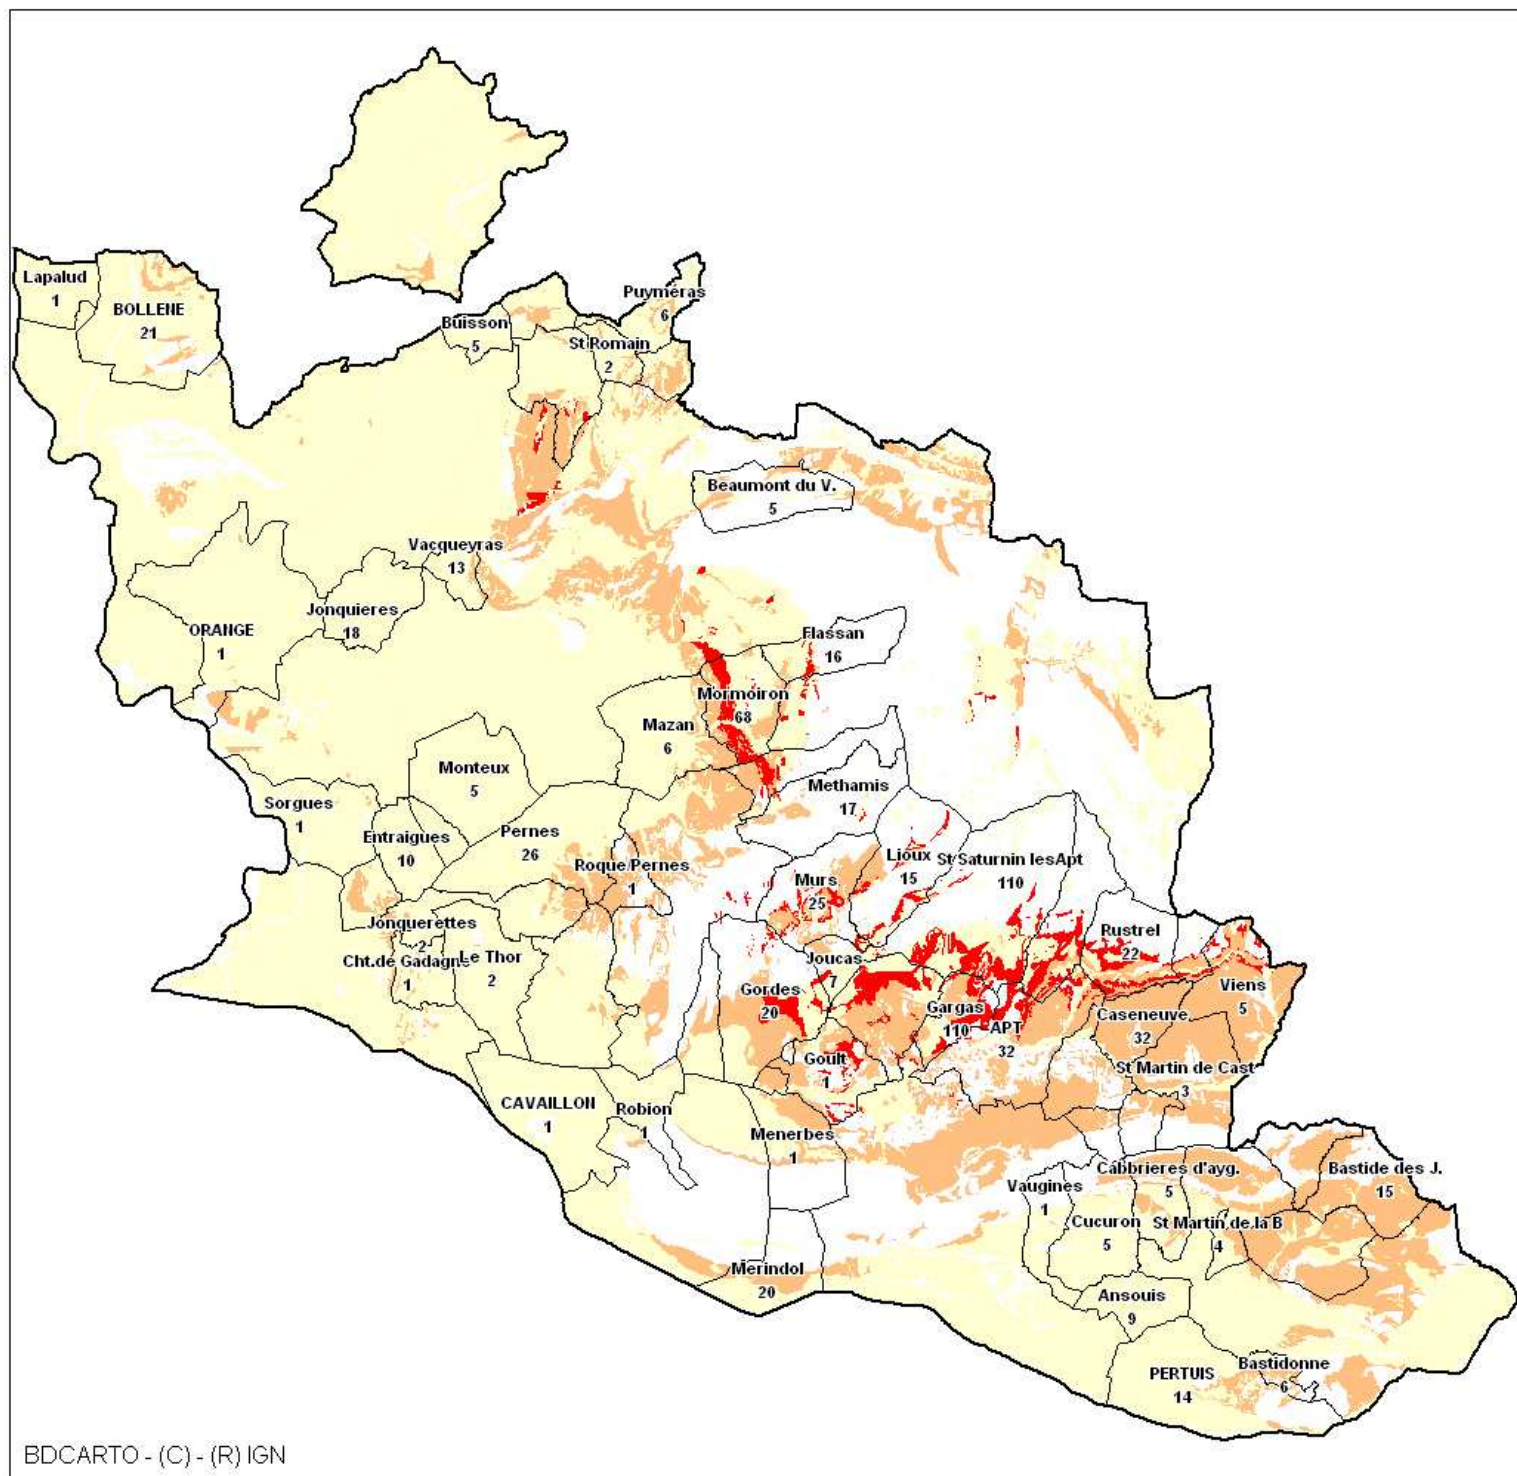 Lapalud
1
BOLLENE
21
Puyméras
6
Buisson
5
St Romain
2
Beaumont du V.
5
Vacqueyras
13
Jonquieres
18
ORANGE
1
Flassan
16
Mormoiron
68
Mazan
6
Monteux
5
Methamis
17
Sorgues
1
Entraigues
10
Pernes
26
Roque Pernes
1
Murs
25
Lioux
15
St Saturnin lesApt
110
Jonquerettes
2
Cht.de Gadagne
1
Le Thor
2
Rustrel
22
Joucas
7
Gordes
20
Gargas
110
APT
32
Viens
5
Caseneuve
32
Goult
1
St Martin de Cast
3
CAVAILLON
1
Robion
1
Menerbes
1
Cabbrieres d'ayg.
5
Bastide des J.
15
Vaugines
1
Cucuron
5
St Martin de la B
4
Merindol
20
Ansouis
9
PERTUIS
14
Bastidonne
6
BDCARTO - (C) - (R) IGN